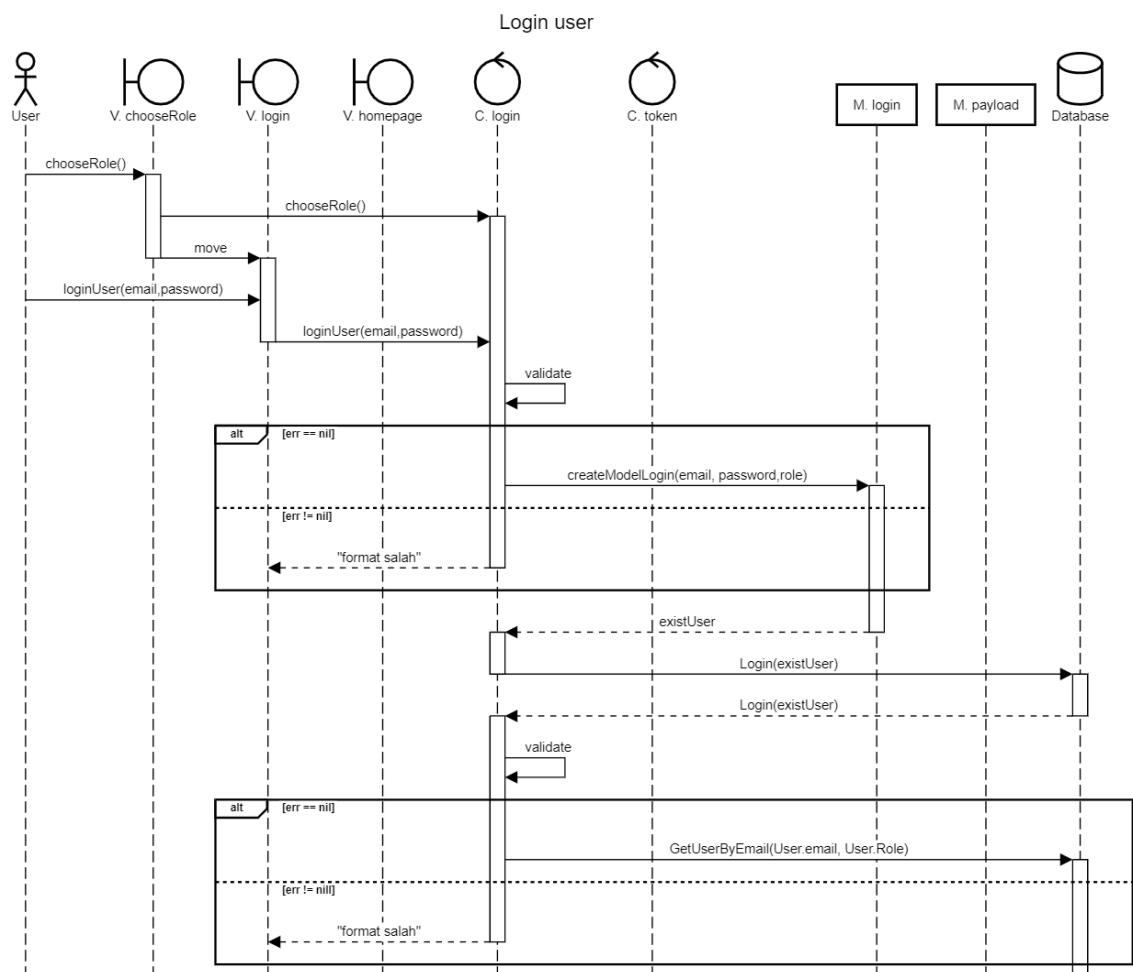 Login user
User
V. chooseRole
V. login
V. homepage
C. login
C. token
M. login
M. payload
Database
chooseRole()
chooseRole()
move
loginUser(email,password)
loginUser(email,password)
validate
alt
[err == nil]
createModelLogin(email, password,role)
[err != nil]
"format salah"
existUser
Login(existUser)
Login(existUser)
validate
alt
[err == nil]
GetUserByEmail(User.email, User.Role)
[err != nill]
"format salah"